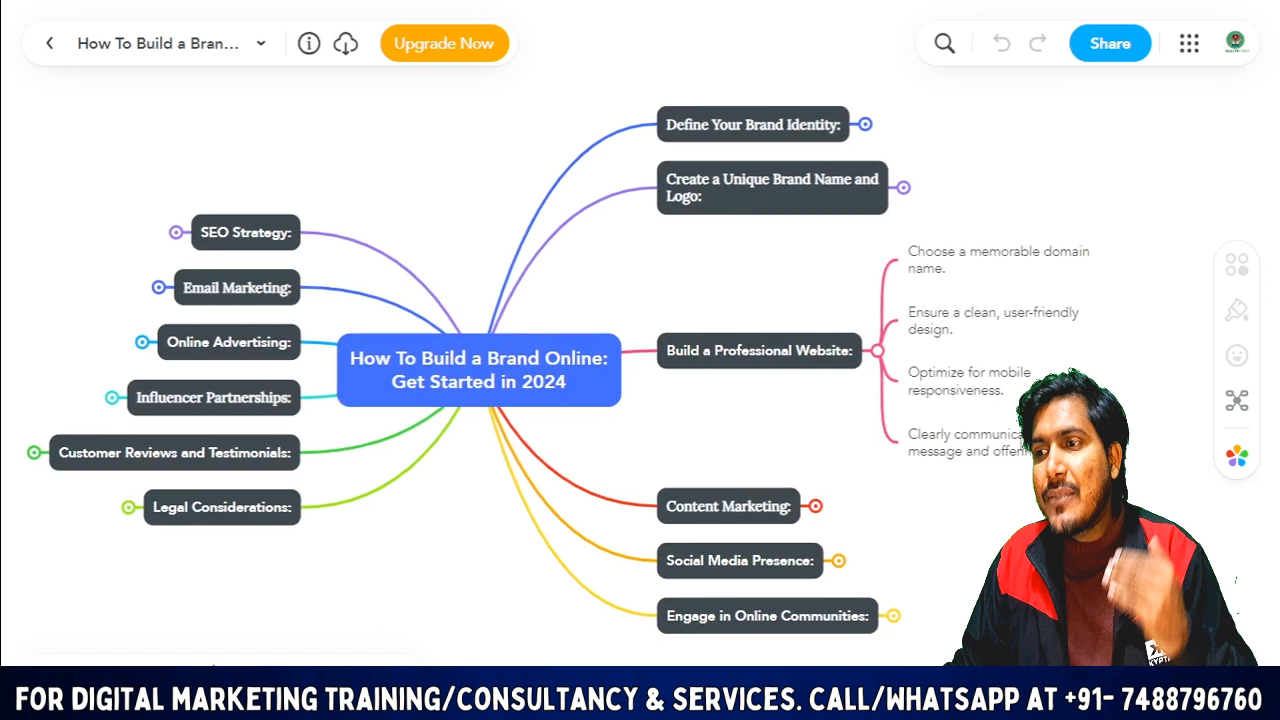 How To Build a Bran...
Upgrade Now
Share
Define Your Brand Identity:
Create a Unique Brand Name and
Logo:
SEO Strategy:
Email Marketing:
Online Advertising:
Influencer Partnerships:
Customer Reviews and Testimonials:
Legal Considerations:
How To Build a Brand Online:
Get Started in 2024
Build a Professional Website:
Choose a memorable domain
name.
Ensure a clean, user-friendly
design.
Optimize for mobile
responsiveness.
Clearly
message and
Content Marketing:
Social Media Presence:
Engage in Online Communities:
FOR DIGITAL MARKETING TRAINING/CONSULTANCY & SERVICES. CALL/WHATSAPP AT +91- 7488796760